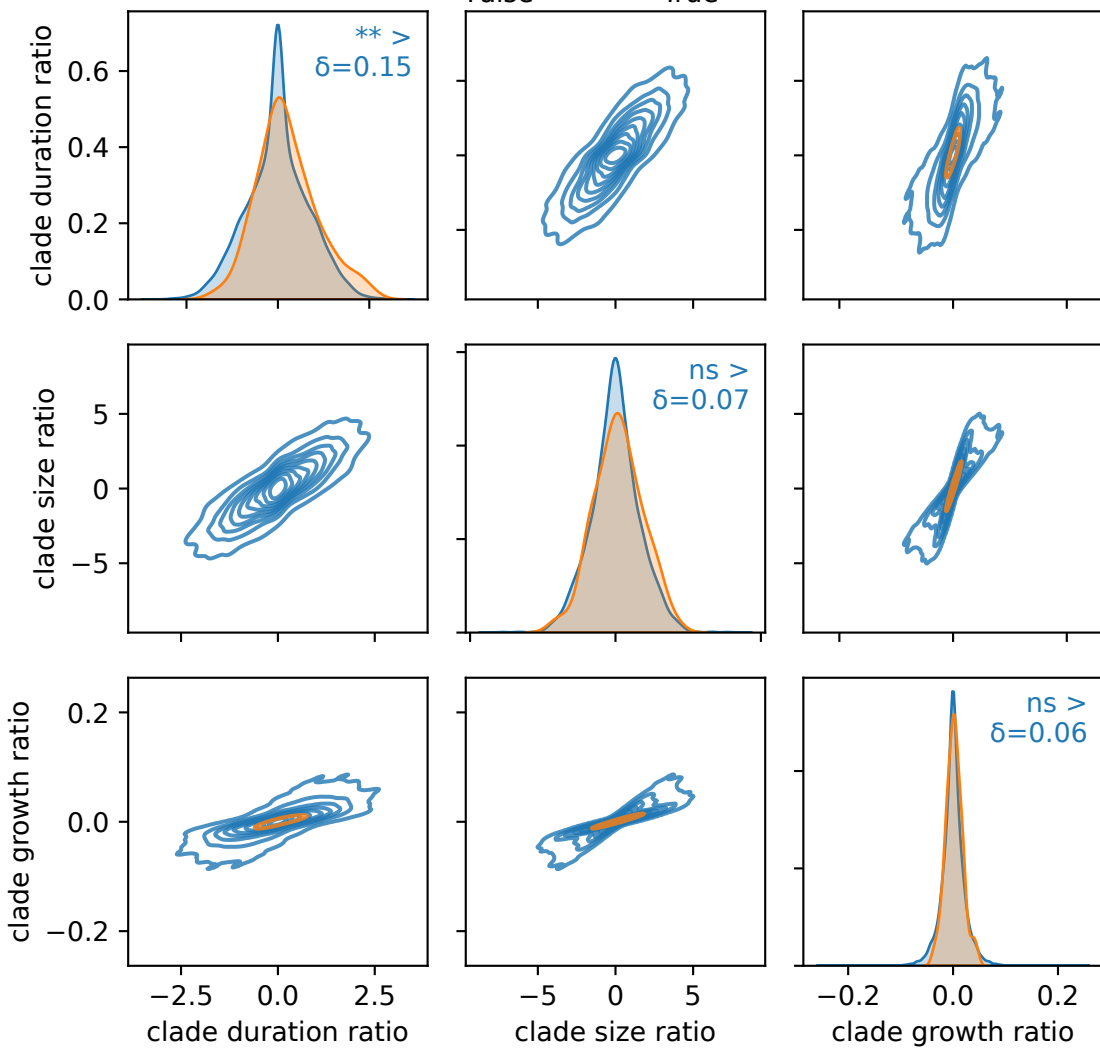 raise True
clade duration ratio
0.6
0.4
0.2
0.0
** >
δ=0.15
clade size ratio
5
0
−5
ns >
δ=0.07
clade growth ratio
0.2
0.0
−0.2
ns >
δ=0.06
−2.5 0.0 2.5
−5 0 5
−0.2 0.0 0.2
clade duration ratio
clade size ratio
clade growth ratio